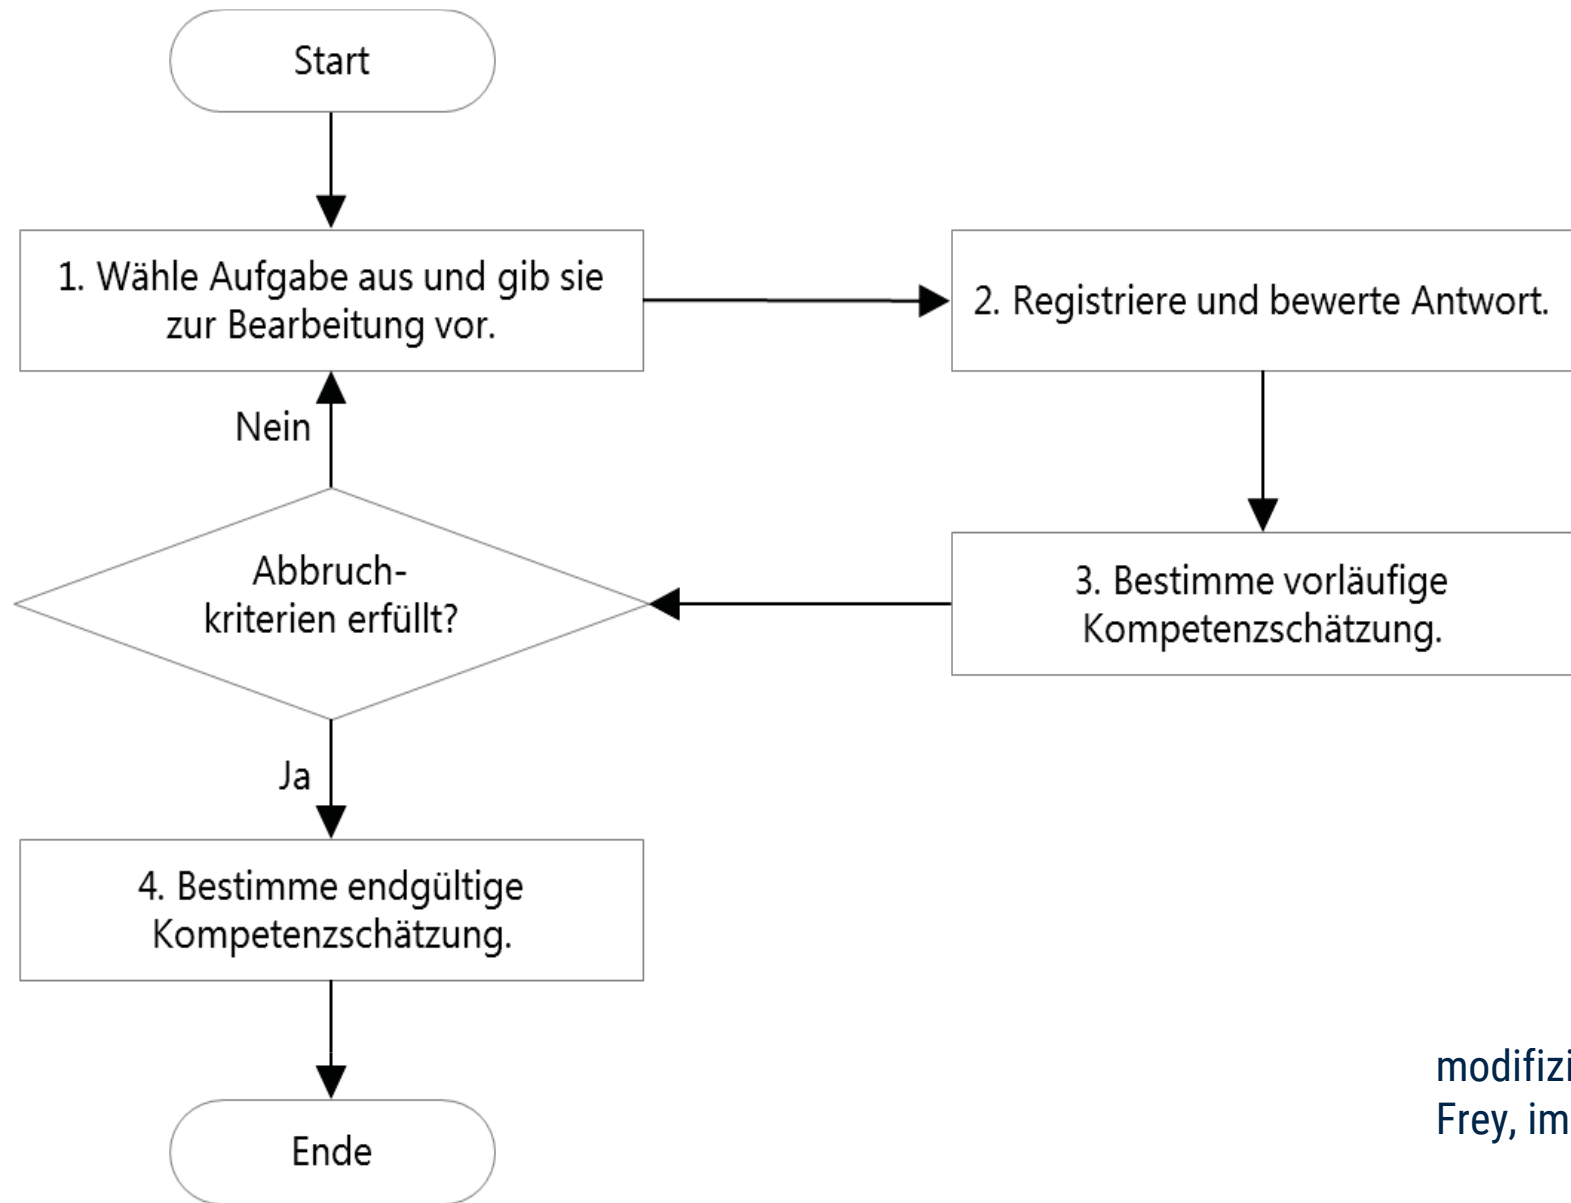 Start
1. Wähle Aufgabe aus und gib sie
zur Bearbeitung vor.
2. Registriere und bewerte Antwort.
Nein
Abbruch-
kriterien erfüllt?
3. Bestimme vorläufige
Kompetenzschätzung.
Ja
4. Bestimme endgültige
Kompetenzschätzung.
Ende
Frey, im